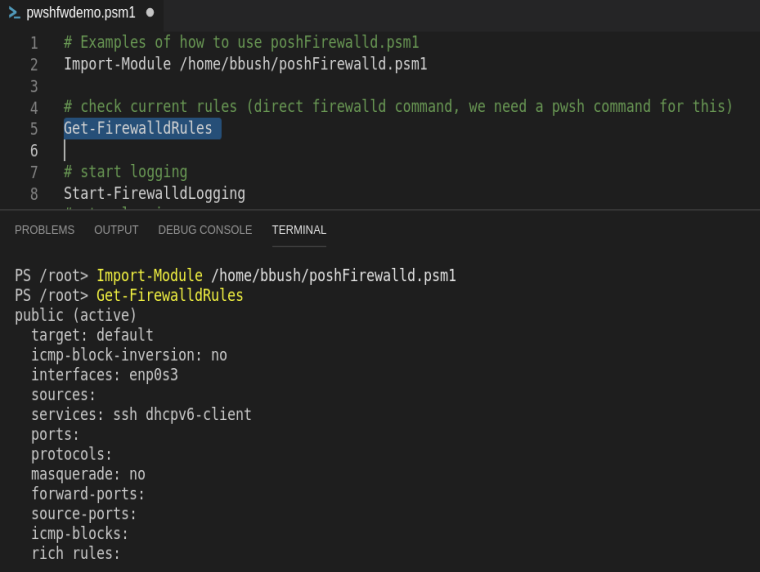 pwshfwdemo.psm1
1 # Examples of how to use poshFirewalld.psm1
2 Import-Module /home/bbush/poshFirewalld.psm1
3
4 # check current rules (direct firewalld command, we need a pwsh command for this)
5 Get-FirewalldRules
6
7 # start logging
8 Start-FirewalldLogging
PROBLEMS OUTPUT DEBUG CONSOLE TERMINAL
PS /root> Import-Module /home/bbush/poshFirewalld.psm1
PS /root> Get-FirewalldRules
public (active)
  target: default
  icmp-block-inversion: no
  interfaces: enp0s3
  sources:
  services: ssh dhcpv6-client
  ports:
  protocols:
  masquerade: no
  forward-ports:
  source-ports:
  icmp-blocks:
  rich rules: